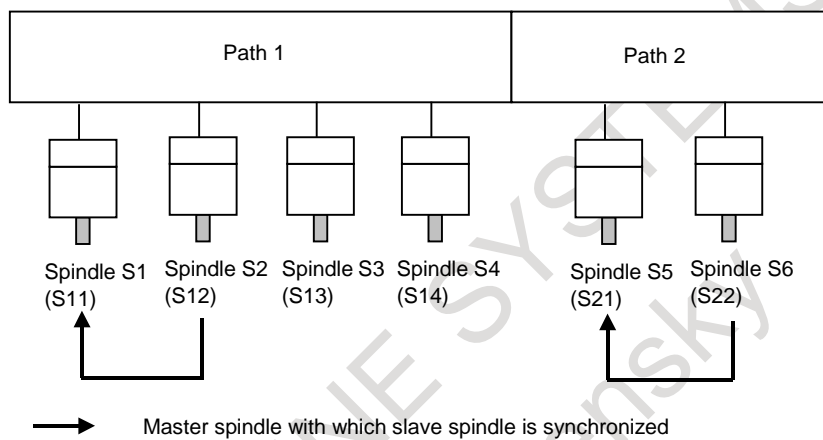 Path 1
Path 2
Spindle S1
(S11)
Spindle S2
(S12)
Spindle S3
(S13)
Spindle S4
(S14)
Spindle S5
(S21)
Spindle S6
(S22)
Master spindle with which slave spindle is synchronized